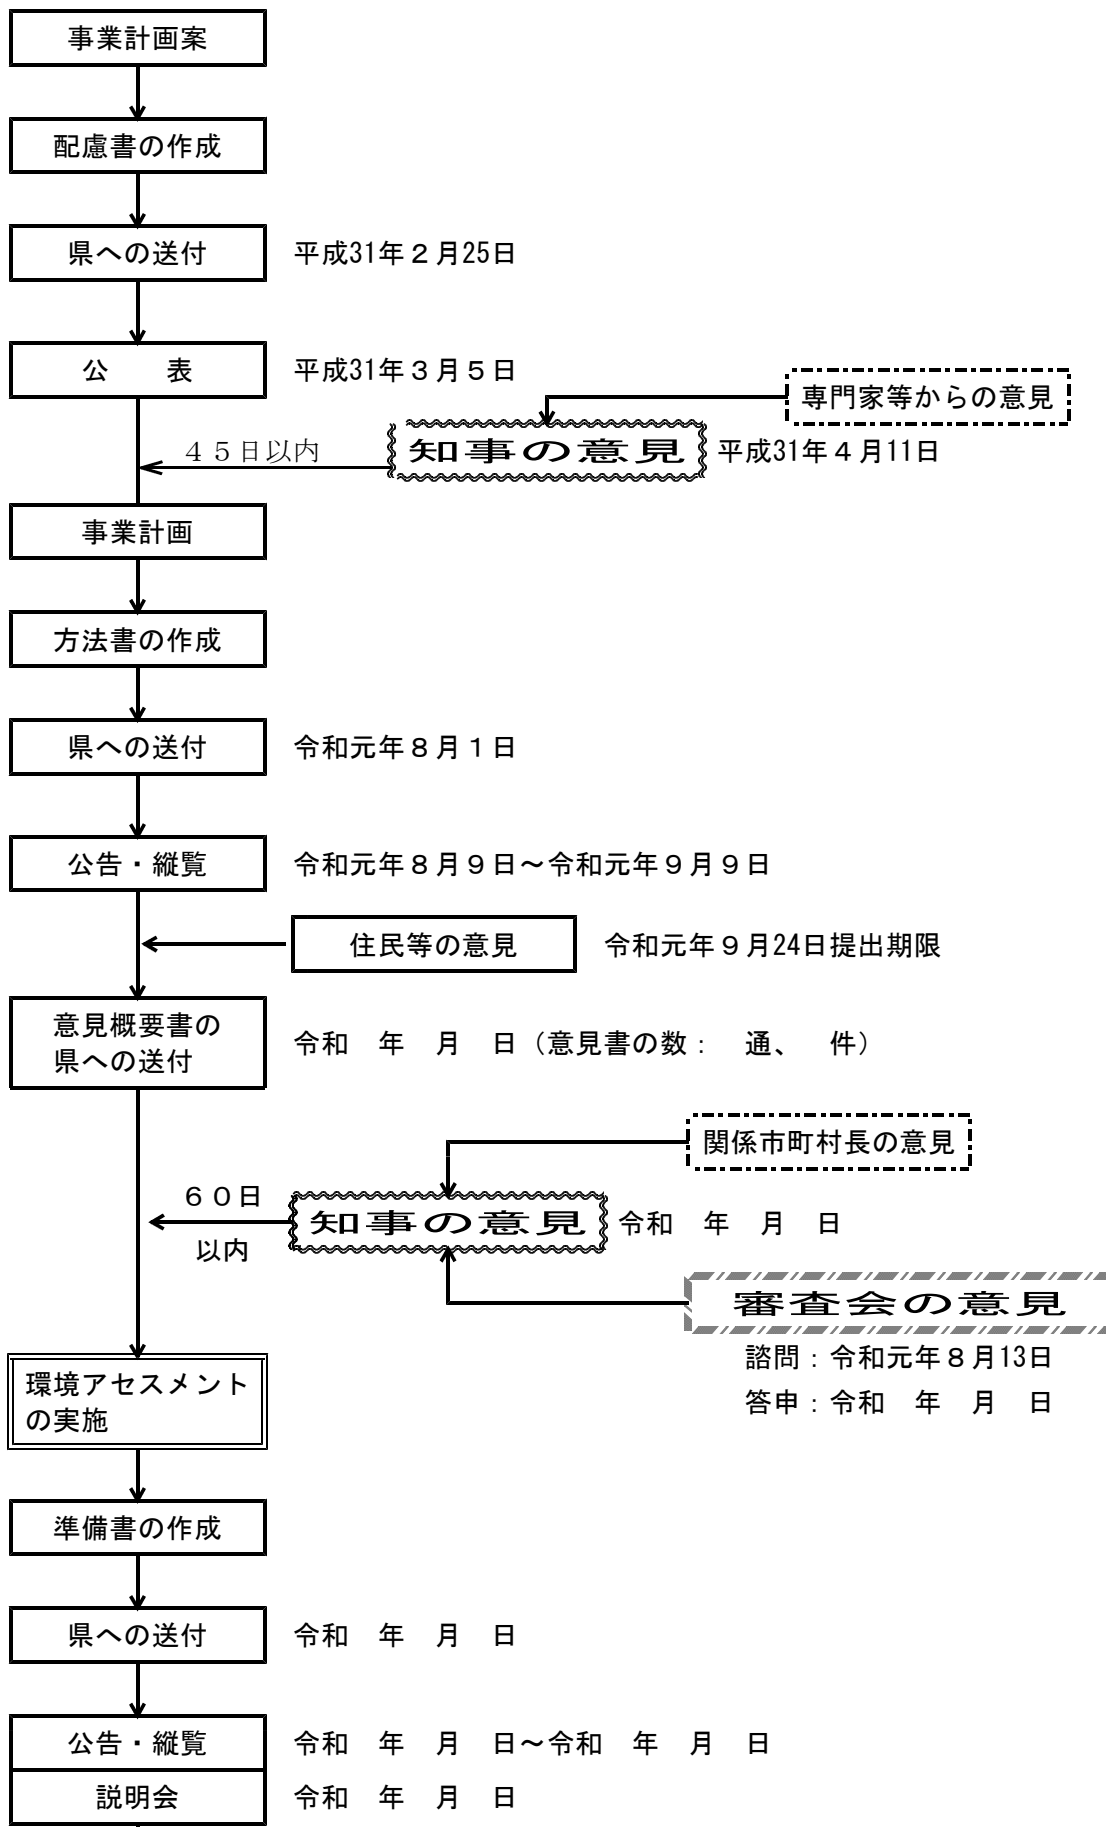 事業計画案
配慮書の作成
県への送付　平成31年２月25日
公　　表　平成31年３月５日
専門家等からの意見
４５日以内　知事の意見　平成31年４月11日
事業計画
方法書の作成
県への送付　令和元年８月１日
公告・縦覧　令和元年８月９日～令和元年９月９日
住民等の意見　令和元年９月24日提出期限
意見概要書の
県への送付
令和　年　月　日（意見書の数：　通、　件）
関係市町村長の意見
６０日
以内
知事の意見　令和　年　月　日
審査会の意見
諮問：令和元年８月13日
答申：令和　年　月　日
環境アセスメント
の実施
準備書の作成
県への送付　令和　年　月　日
公告・縦覧　令和　年　月　日～令和　年　月　日
説明会　令和　年　月　日